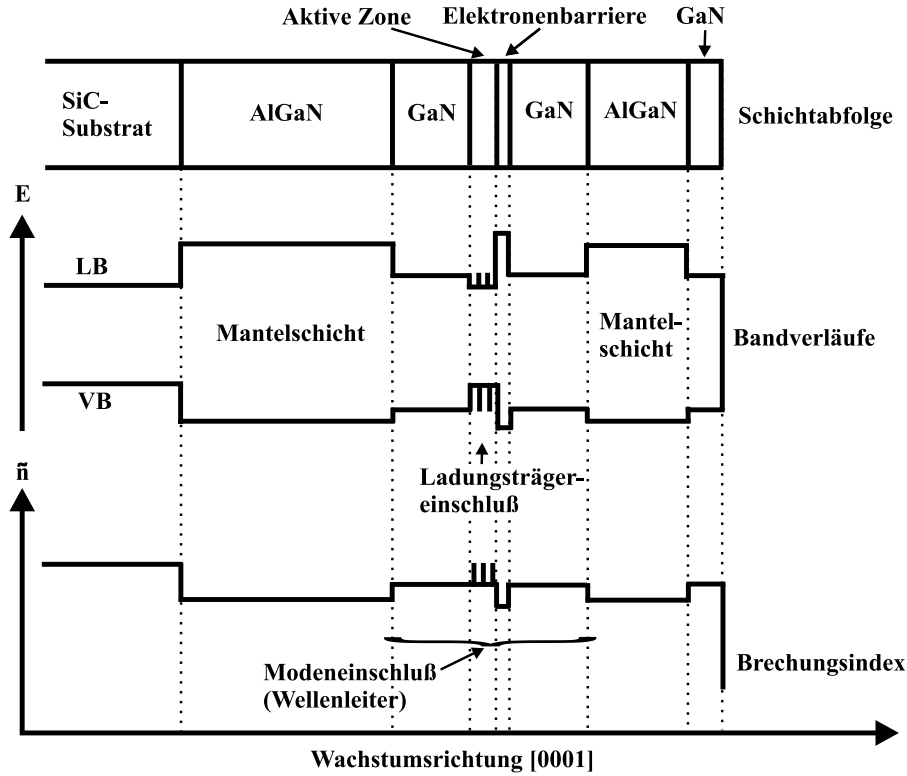 Aktive Zone
Elektronenbarriere
GaN
SiC-
Substrat
AlGaN
GaN
GaN
AlGaN
Schichtabfolge
E
LB
Mantelschicht
Mantel-
schicht
Bandverläufe
VB
ñ
Ladungsträger-
einschluß
Modeneinschluß
(Wellenleiter)
Brechungsindex
Wachstumsrichtung [0001]